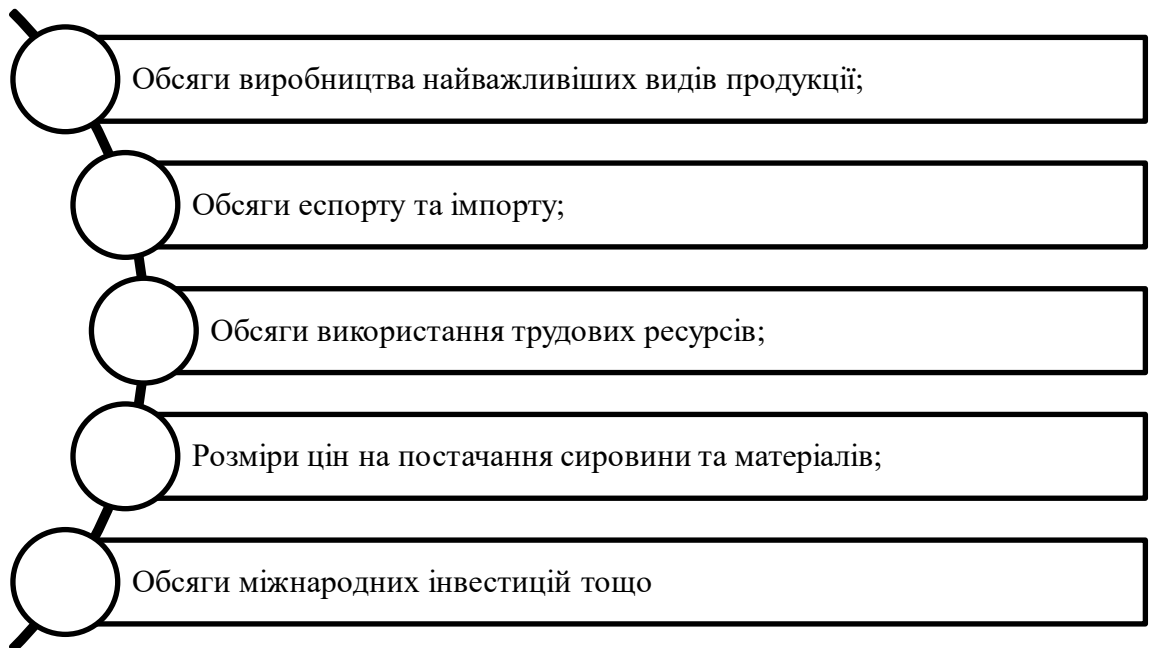 Обсяги виробництва найважливіших видів продукції;
Обсяги еспорту та імпорту;
Обсяги використання трудових ресурсів;
Розміри цін на постачання сировини та матеріалів;
Обсяги міжнародних інвестицій тощо